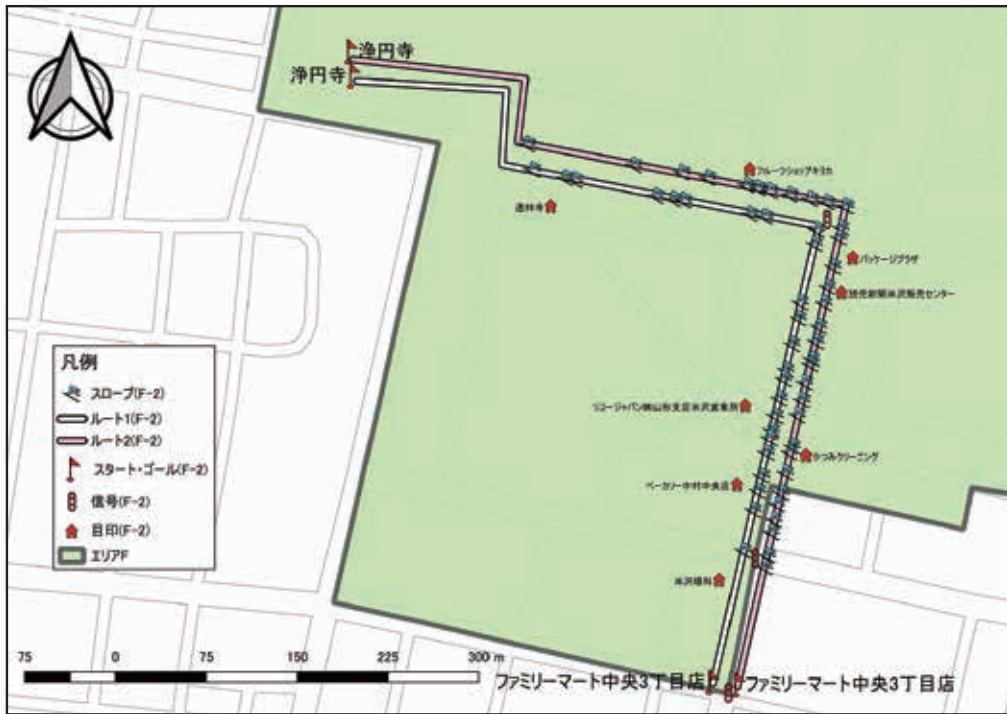 浄円寺
浄円寺
フルーツショップキヨカ
遍林寺
パッケージプラザ
読売新聞米沢販売センター
凡例
スロープ(F-2)
ルート1(F-2)
ルート2(F-2)
スタート・ゴール(F-2)
信号(F-2)
目印(F-2)
エリアF
リコージャパン㈱山形支店米沢営業所
かつみクリーニング
ベーカリー中村中央店
米沢眼科
75 0 75 150 225 300 m
ファミリーマート中央3丁目店
ファミリーマート中央3丁目店